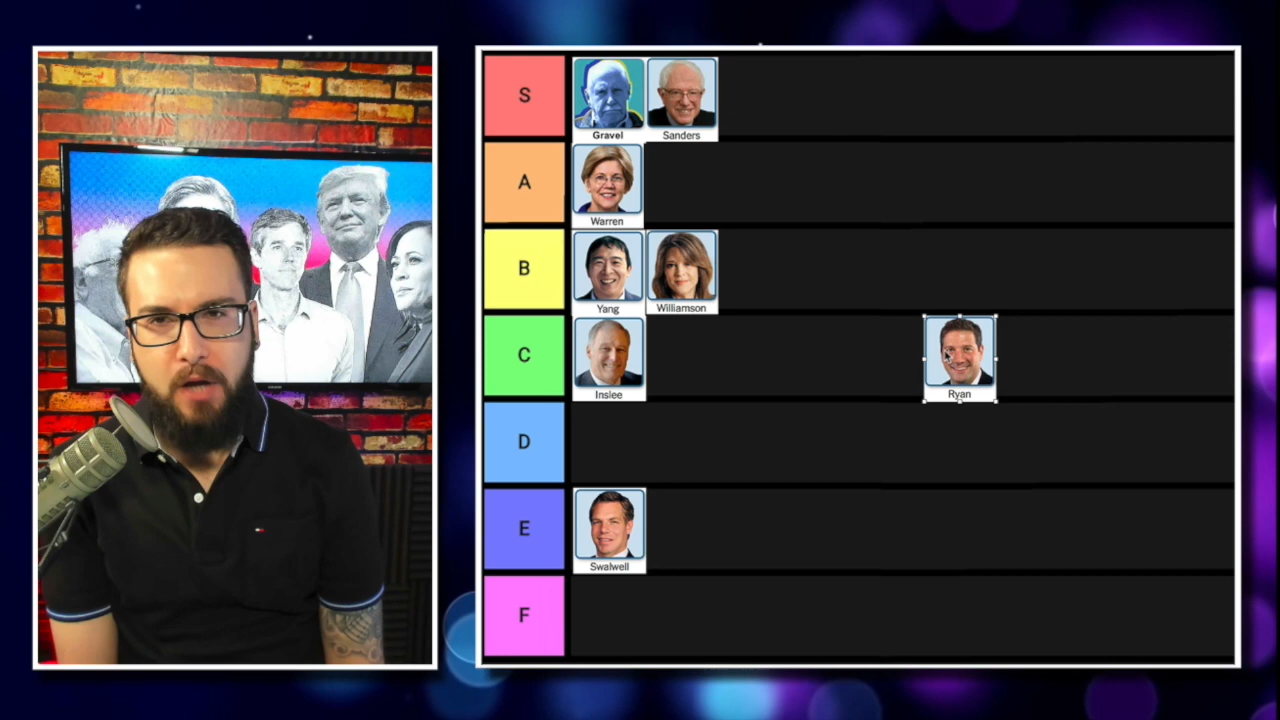 S
Gravel
Sanders
A
Warren
B
Yang
Williamson
C
Inslee
Ryan
D
E
Swalwell
F